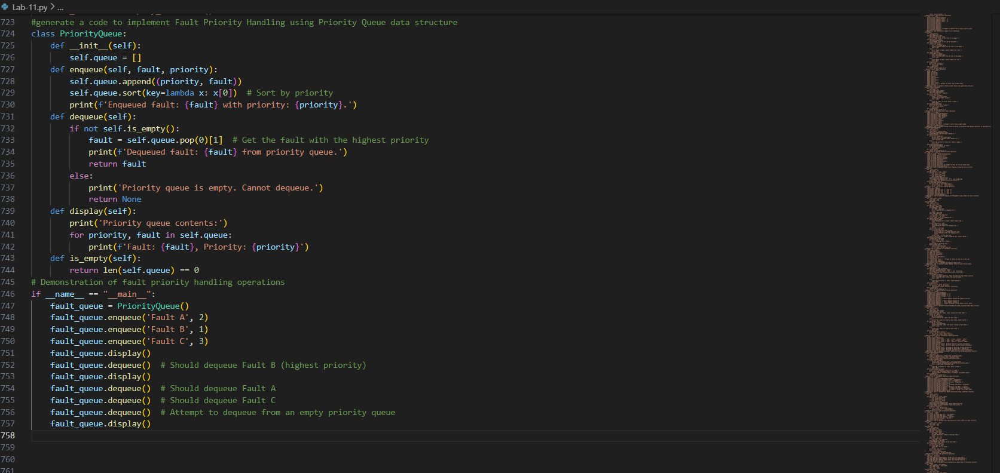 Lab-11.py > ...
723 #generate a code to implement Fault Priority Handling using Priority Queue data structure
724 class PriorityQueue:
725     def __init__(self):
726         self.queue = []
727     def enqueue(self, fault, priority):
728         self.queue.append((priority, fault))
729         self.queue.sort(key=lambda x: x[0])  # Sort by priority
730         print(f'Enqueued fault: {fault} with priority: {priority}.')
731     def dequeue(self):
732         if not self.is_empty():
733             fault = self.queue.pop(0)[1]  # Get the fault with the highest priority
734             print(f'Dequeued fault: {fault} from priority queue.')
735             return fault
736         else:
737             print('Priority queue is empty. Cannot dequeue.')
738             return None
739     def display(self):
740         print('Priority queue contents:')
741         for priority, fault in self.queue:
742             print(f'Fault: {fault}, Priority: {priority}')
743     def is_empty(self):
744         return len(self.queue) == 0
745 # Demonstration of fault priority handling operations
746 if __name__ == "__main__":
747     fault_queue = PriorityQueue()
748     fault_queue.enqueue('Fault A', 2)
749     fault_queue.enqueue('Fault B', 1)
750     fault_queue.enqueue('Fault C', 3)
751     fault_queue.display()
752     fault_queue.dequeue()  # Should dequeue Fault B (highest priority)
753     fault_queue.display()
754     fault_queue.dequeue()  # Should dequeue Fault A
755     fault_queue.dequeue()  # Should dequeue Fault C
756     fault_queue.dequeue()  # Attempt to dequeue from an empty priority queue
757     fault_queue.display()
758
759
760
761